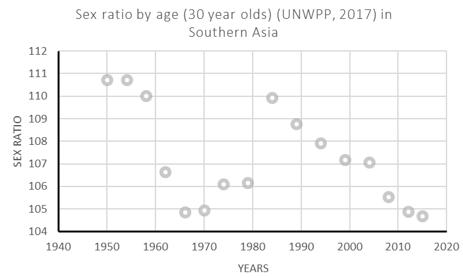 Sex ratio by age (30 year olds) (UNWPP, 2017) in
Southern Asia
112
111
110
109
108
107
106
105
104
SEX RATIO
1940 1950 1960 1970 1980 1990 2000 2010 2020
YEARS